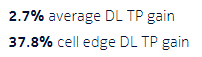 2.7% average DL TP gain
37.8% cell edge DL TP gain